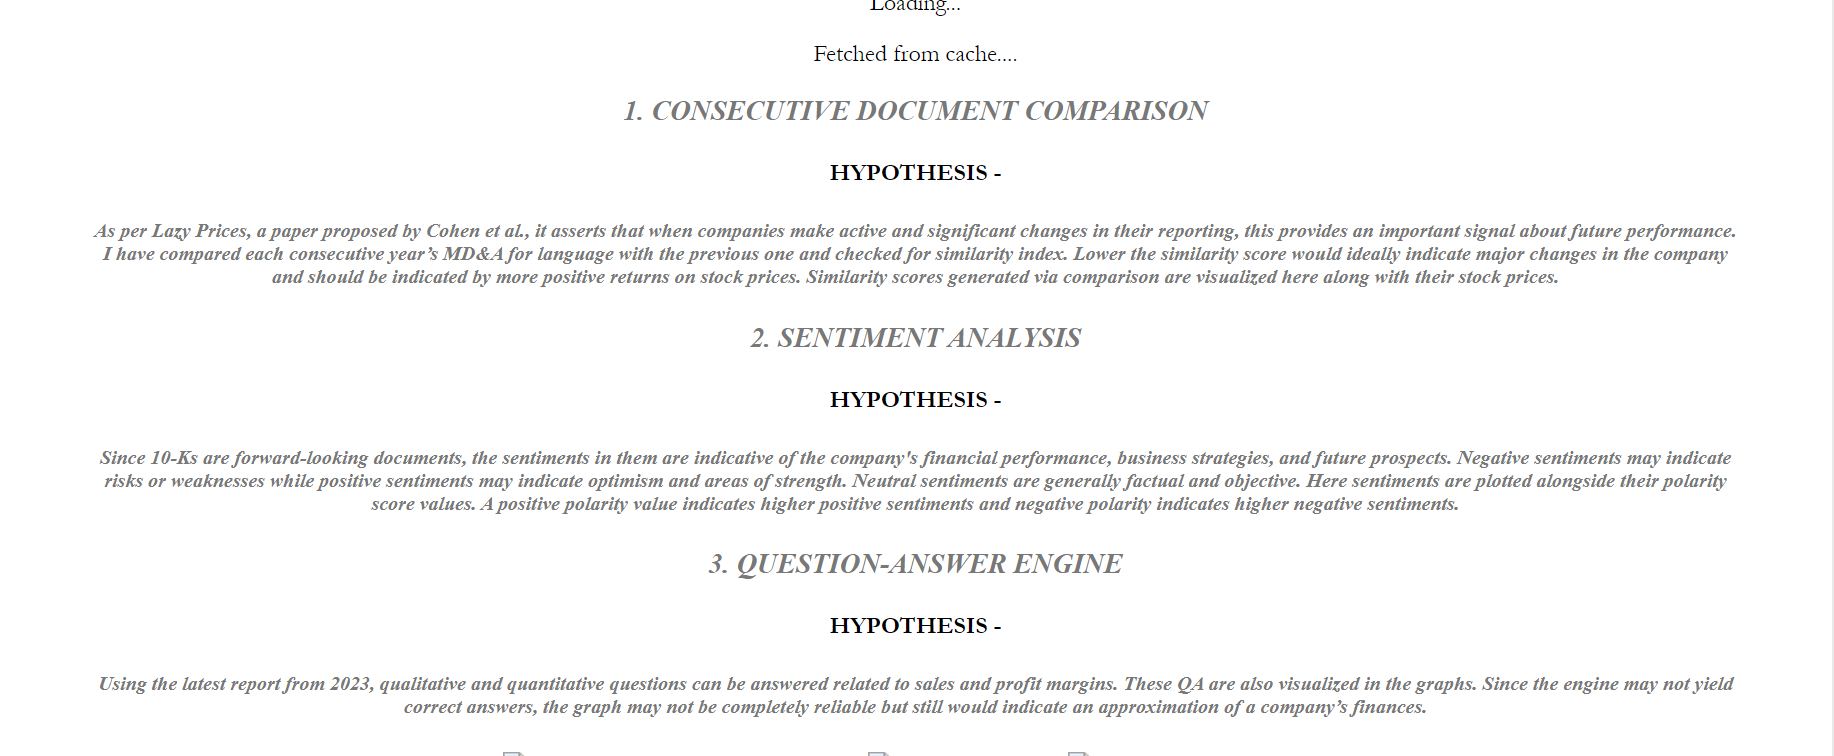 Loading...
Fetched from cache....
1. CONSECUTIVE DOCUMENT COMPARISON
HYPOTHESIS -
As per Lazy Prices, a paper proposed by Cohen et al., it asserts that when companies make active and significant changes in their reporting, this provides an important signal about future performance.
I have compared each consecutive year’s MD&A for language with the previous one and checked for similarity index. Lower the similarity score would ideally indicate major changes in the company
and should be indicated by more positive returns on stock prices. Similarity scores generated via comparison are visualized here along with their stock prices.
2. SENTIMENT ANALYSIS
HYPOTHESIS -
Since 10-Ks are forward-looking documents, the sentiments in them are indicative of the company's financial performance, business strategies, and future prospects. Negative sentiments may indicate
risks or weaknesses while positive sentiments may indicate optimism and areas of strength. Neutral sentiments are generally factual and objective. Here sentiments are plotted alongside their polarity
score values. A positive polarity value indicates higher positive sentiments and negative polarity indicates higher negative sentiments.
3. QUESTION-ANSWER ENGINE
HYPOTHESIS -
Using the latest report from 2023, qualitative and quantitative questions can be answered related to sales and profit margins. These QA are also visualized in the graphs. Since the engine may not yield
correct answers, the graph may not be completely reliable but still would indicate an approximation of a company’s finances.